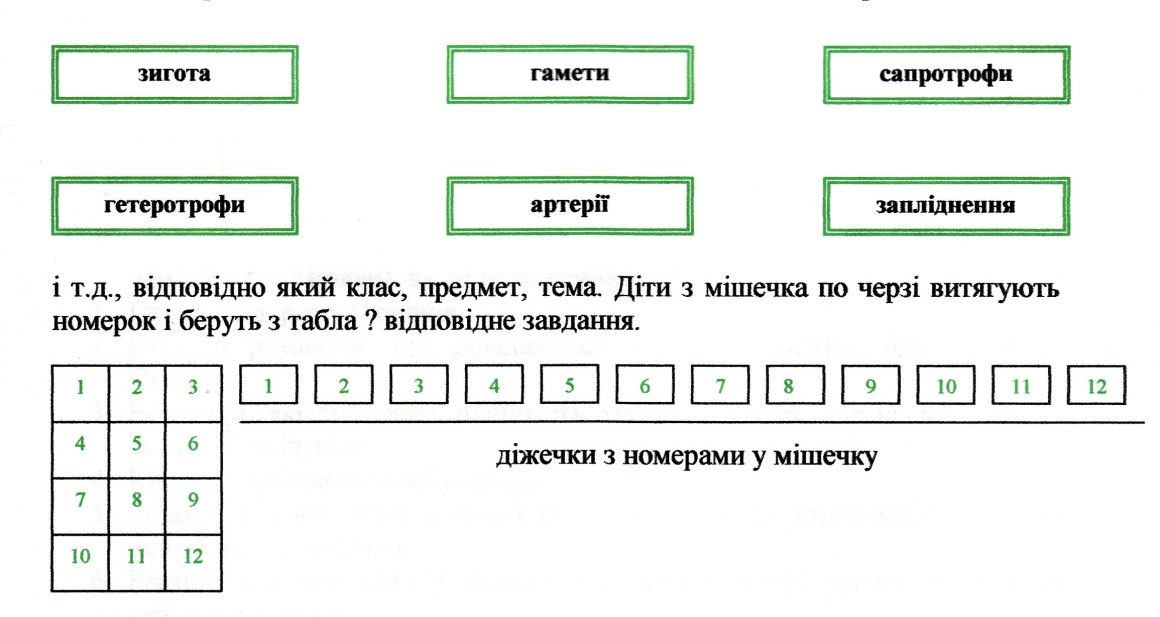 зигота гамети сапротрофи
гетеротрофи артерії запліднення
і т.д., відповідно який клас, предмет, тема. Діти з мішечка по черзі витягують
номерок і беруть з табла ? відповідне завдання.
1 2 3 1 2 3 4 5 6 7 8 9 10 11 12
4 5 6
діжечки з номерами у мішечку
7 8 9
10 11 12